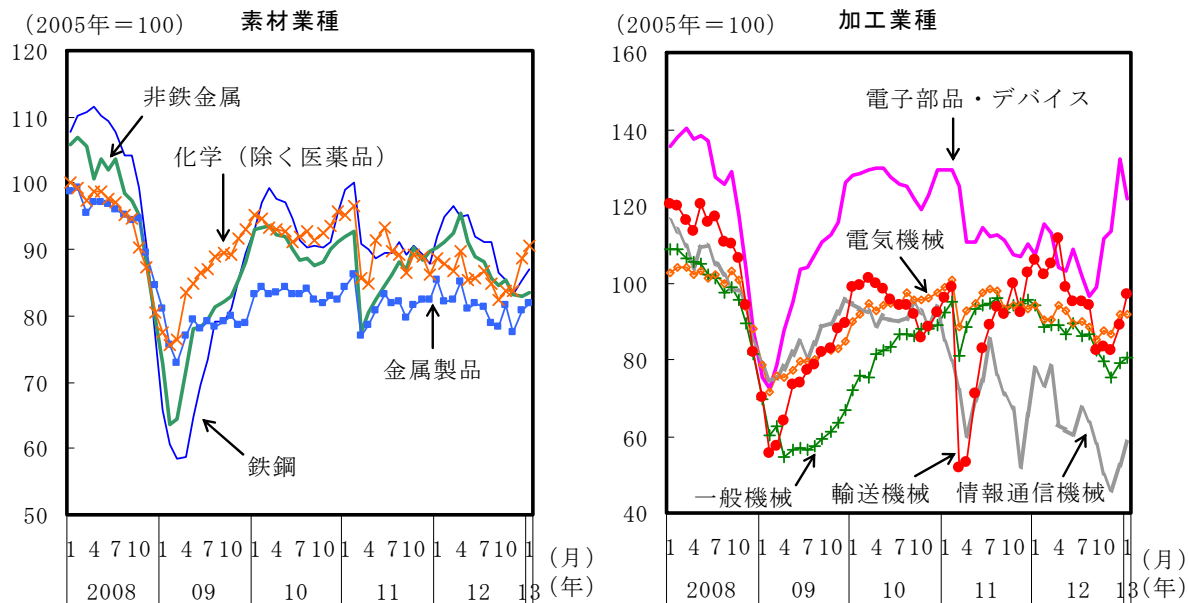 (2005年＝100)
素材業種
120
110
100
90
80
70
60
50
非鉄金属
化学（除く医薬品）
金属製品
鉄鋼
1 4 7 10 1 4 7 10 1 4 7 10 1 4 7 10 1 4 7 10 1
(月)
2008 09 10 11 12 13
(年)
(2005年＝100)
加工業種
160
140
120
100
80
60
40
電子部品・デバイス
電気機械
一般機械
輸送機械
情報通信機械
1 4 7 10 1 4 7 10 1 4 7 10 1 4 7 10 1 4 7 10 1
(月)
2008 09 10 11 12 13
(年)